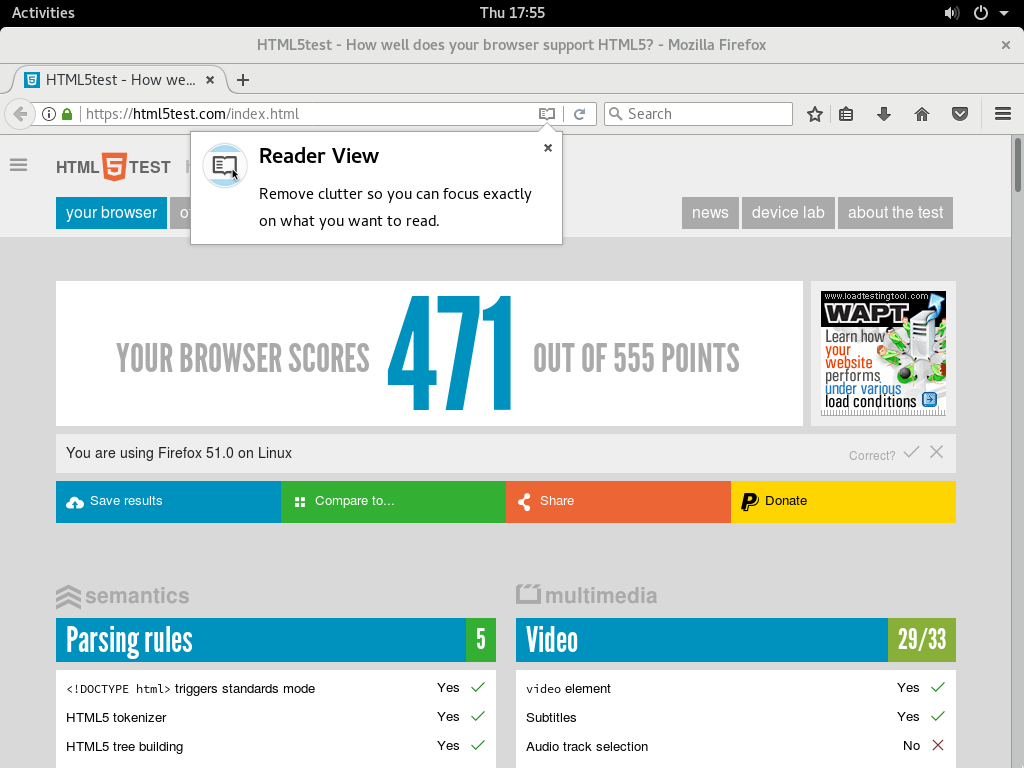 Activities
Thu 17:55
HTML5test - How well does your browser support HTML5? - Mozilla Firefox
HTML5test - How we...
https://html5test.com/index.html
Search
Reader View
Remove clutter so you can focus exactly
on what you want to read.
HTML 5 TEST
your browser
news
device lab
about the test
YOUR BROWSER SCORES 471 OUT OF 555 POINTS
www.loadtestingtool.com
WAPT
Learn how
your
website
performs
under various
load conditions
You are using Firefox 51.0 on Linux
Correct?
Save results
Compare to...
Share
Donate
semantics
Parsing rules 5
<!DOCTYPE html> triggers standards mode Yes
HTML5 tokenizer Yes
HTML5 tree building Yes
multimedia
Video 29/33
video element Yes
Subtitles Yes
Audio track selection No